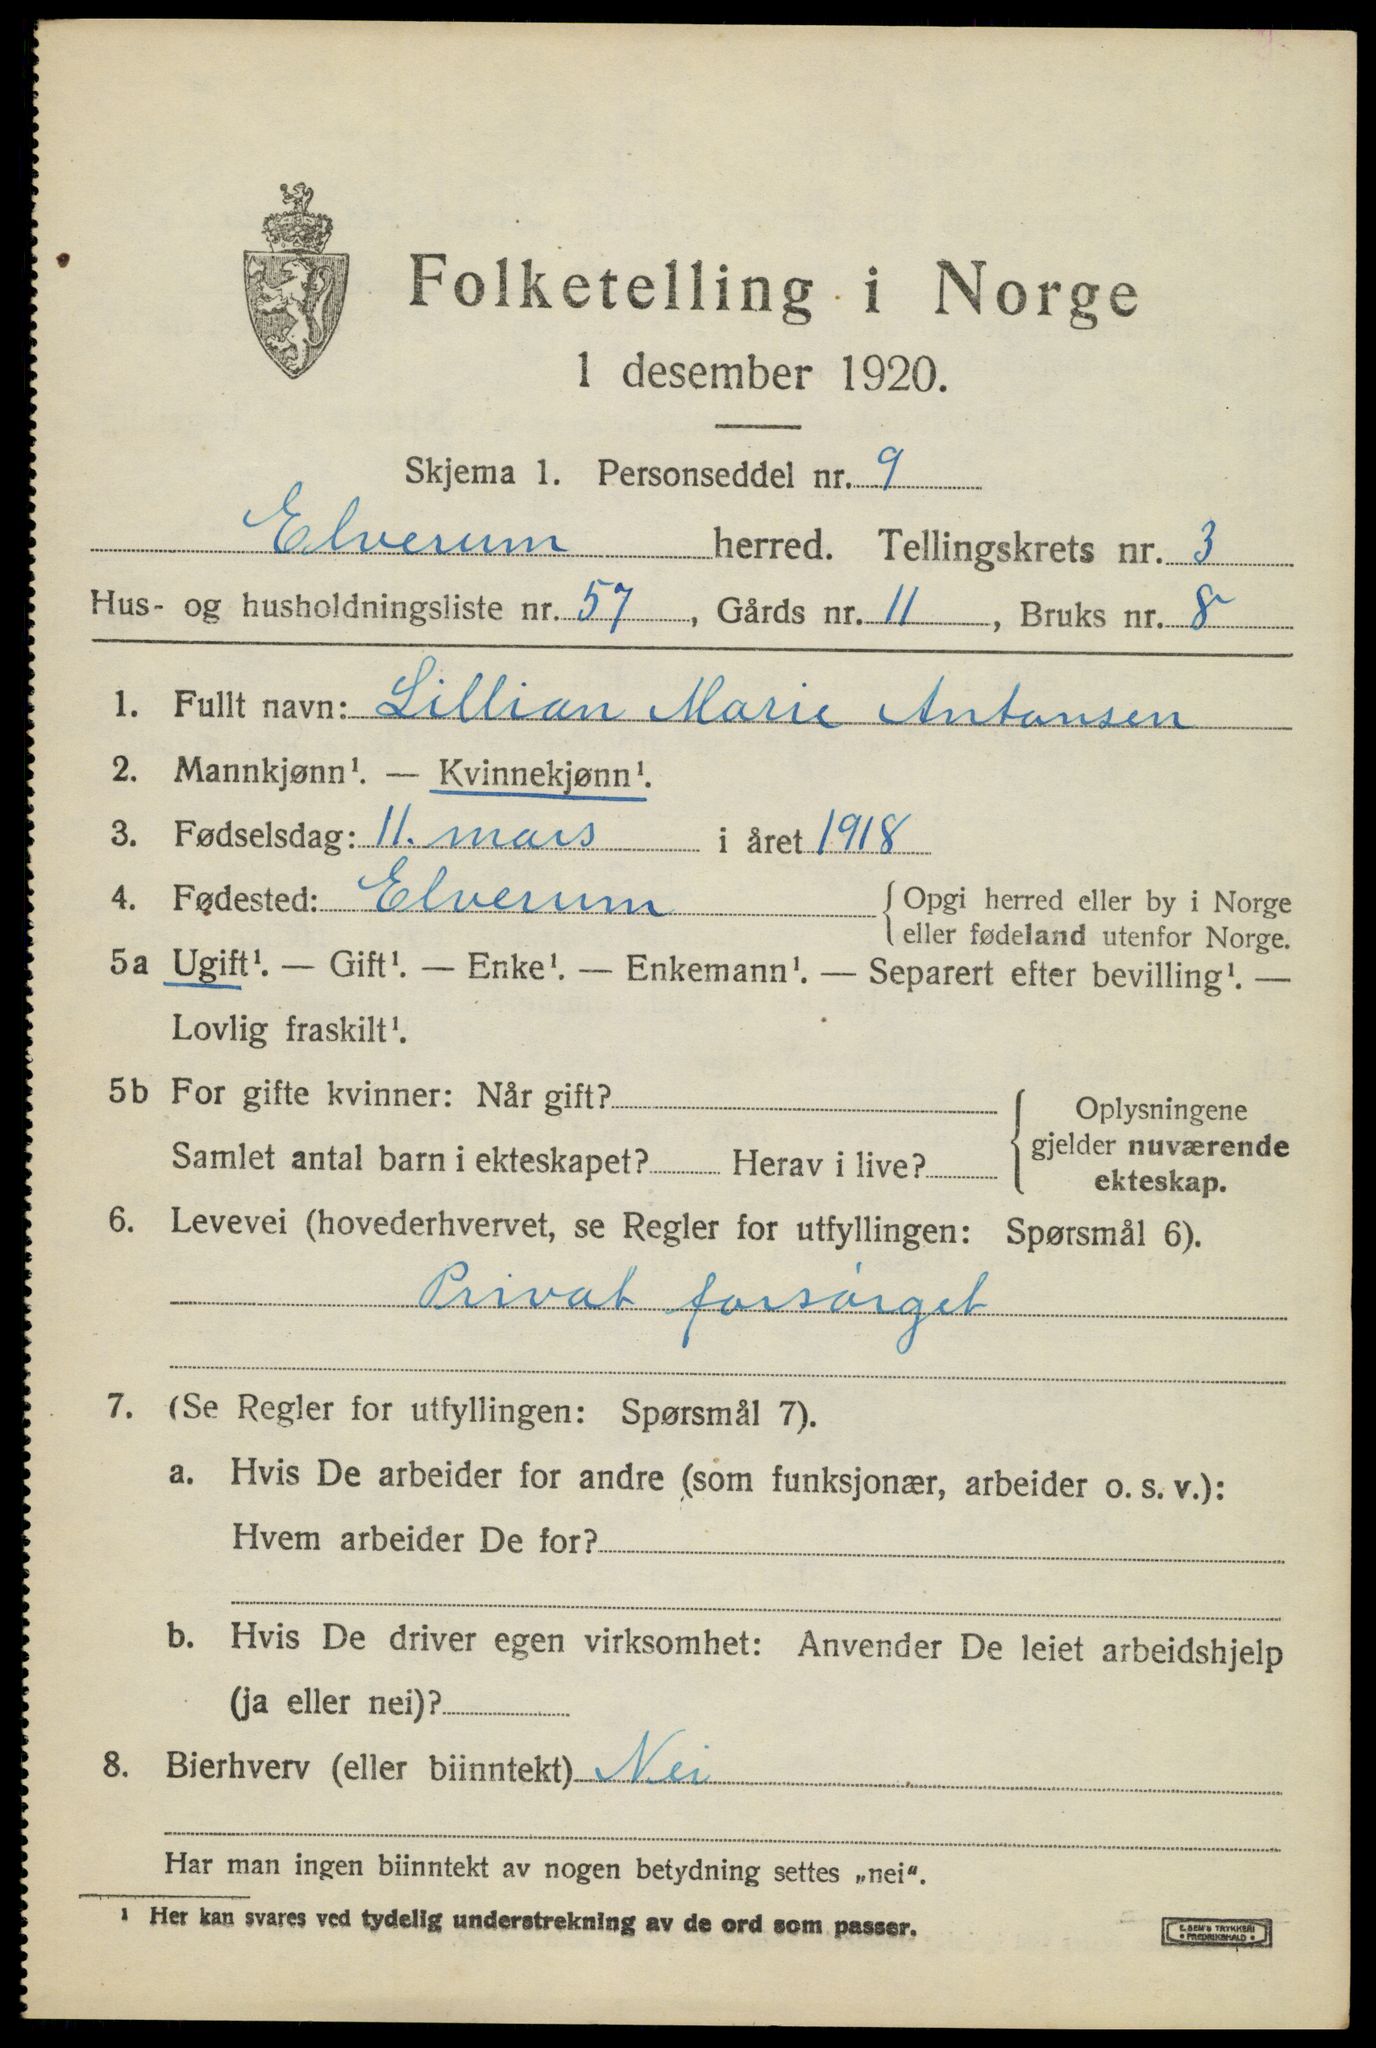 Folketelling i Norge
1 desember 1920.
Skjema 1. Personseddel nr. 9
Elverum herred. Tellingskrets nr. 3
Hus- og husholdningsliste nr. 57, Gårds nr. 11, Bruks nr. 8
1. Fullt navn: Lillian Marie Antonsen
2. Mannkjønn¹. — Kvinnekjønn¹.
3. Fødselsdag: 11. mars i året 1918
4. Fødested: Elverum {Opgi herred eller by i Norge
eller fødeland utenfor Norge.
5a Ugift¹. — Gift¹. — Enke¹. — Enkemann¹. — Separert efter bevilling¹. —
Lovlig fraskilt¹.
5b For gifte kvinner: Når gift?
Samlet antal barn i ekteskapet? Herav i live?
{Oplysningene
gjelder nuværende
ekteskap.
6. Levevei (hovederhvervet, se Regler for utfyllingen: Spørsmål 6).
Privat forsörget
7. (Se Regler for utfyllingen: Spørsmål 7).
a. Hvis De arbeider for andre (som funksjonær, arbeider o. s. v.):
Hvem arbeider De for?
b. Hvis De driver egen virksomhet: Anvender De leiet arbeidshjelp
(ja eller nei)?
8. Bierhverv (eller biinntekt) Nei
Har man ingen biinntekt av nogen betydning settes „nei".
¹ Her kan svares ved tydelig understrekning av de ord som passer.
E. SEM'S TRYKKERI
• FREDRIKSHALD •